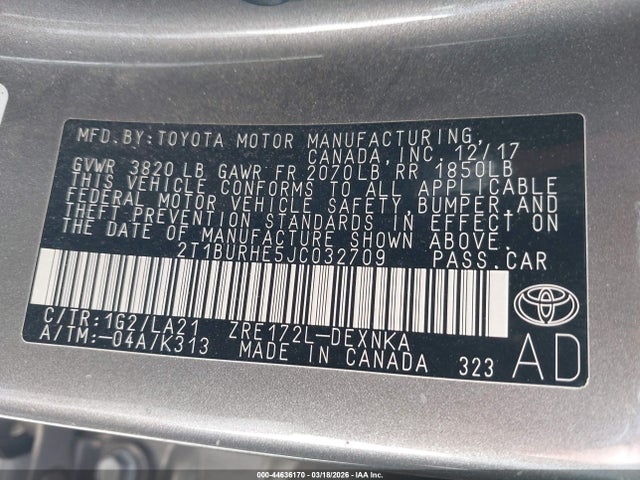 MFD. BY: TOYOTA MOTOR MANUFACTURING,
CANADA, INC. 12/17
GVWR 3820 LB GAWR FR 2070LB RR 1850LB
THIS VEHICLE CONFORMS TO ALL APPLICABLE
FEDERAL MOTOR VEHICLE SAFETY, BUMPER AND
THEFT PREVENTION STANDARDS IN EFFECT ON
THE DATE OF MANUFACTURE SHOWN ABOVE.
2T1BURHE5JC032709 PASS.CAR
C/TR:1G2/LA21 ZRE172L-DEXNKA
A/TM:-04A/K313 MADE IN CANADA 323
AD
000-44636170 - 03/18/2026 - IAAI.COM